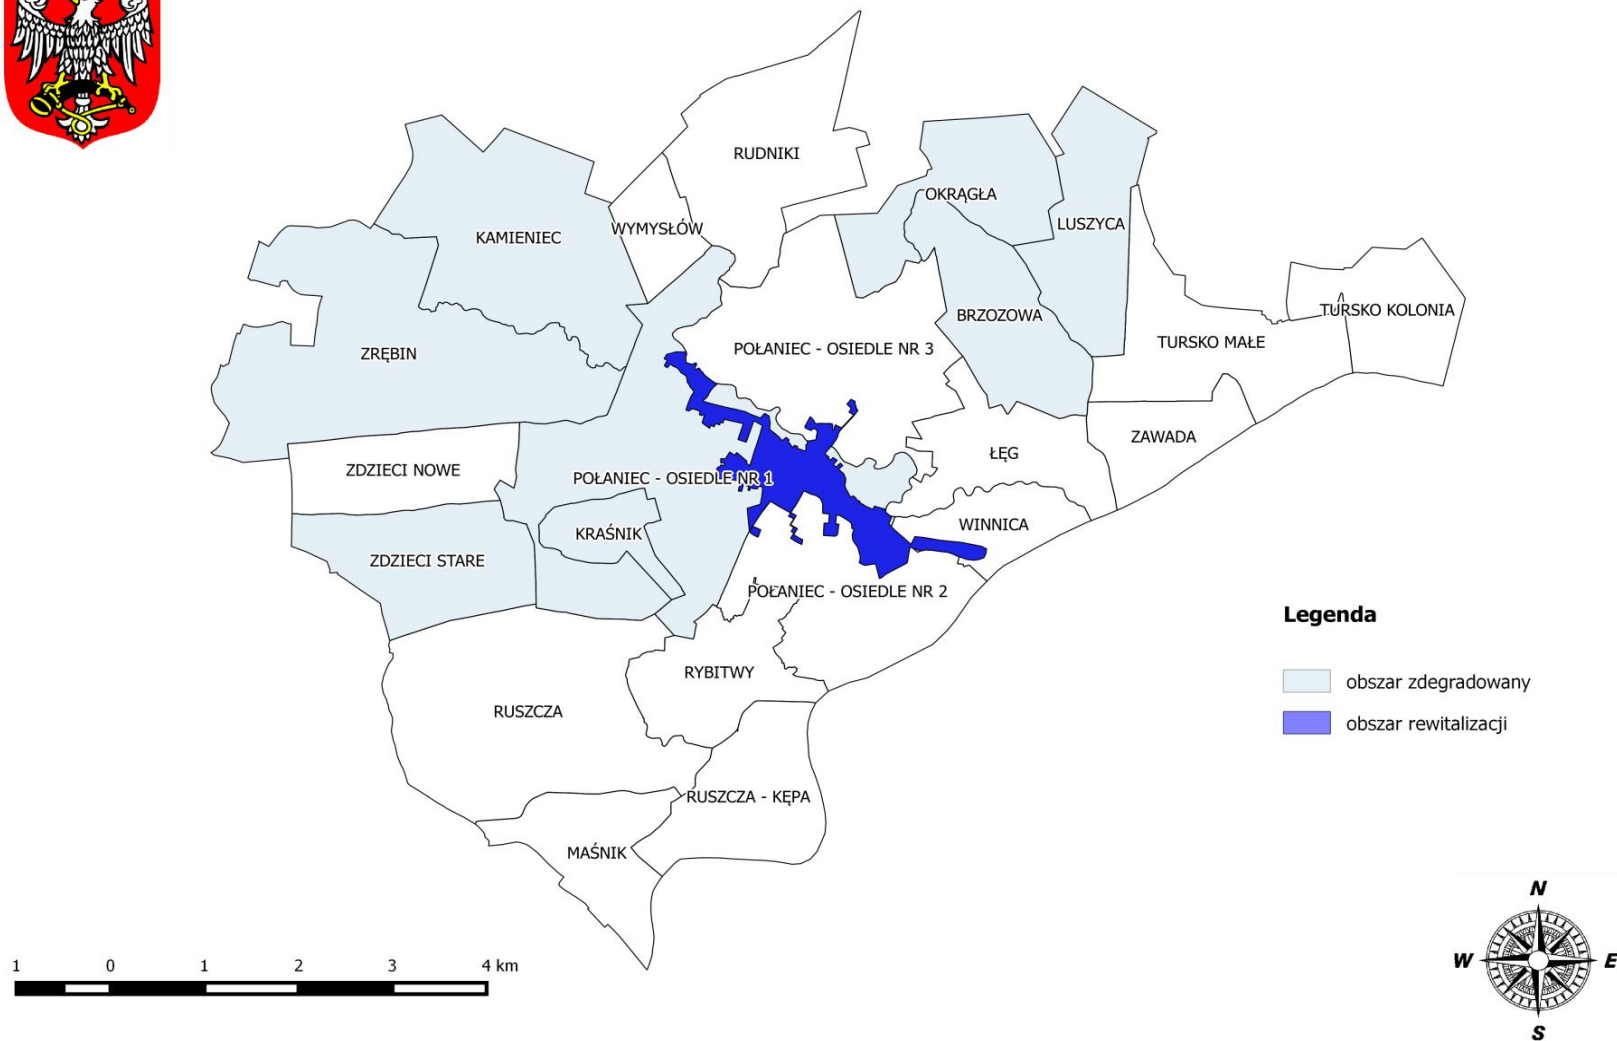 RUDNIKI
OKRĄGŁA
LUSZYCA
WYMYSŁÓW
KAMIENIEC
TURSKO KOLONIA
BRZOZOWA
TURSKO MAŁE
POŁANIEC - OSIEDLE NR 3
ZRĘBIN
ZAWADA
ŁĘG
ZDZIECI NOWE
POŁANIEC - OSIEDLE NR 1
WINNICA
KRAŚNIK
ZDZIECI STARE
POŁANIEC - OSIEDLE NR 2
RYBITWY
RUSZCZA
RUSZCZA - KĘPA
MAŚNIK
Legenda
obszar zdegradowany
obszar rewitalizacji
1 0 1 2 3 4 km
N
W E
S